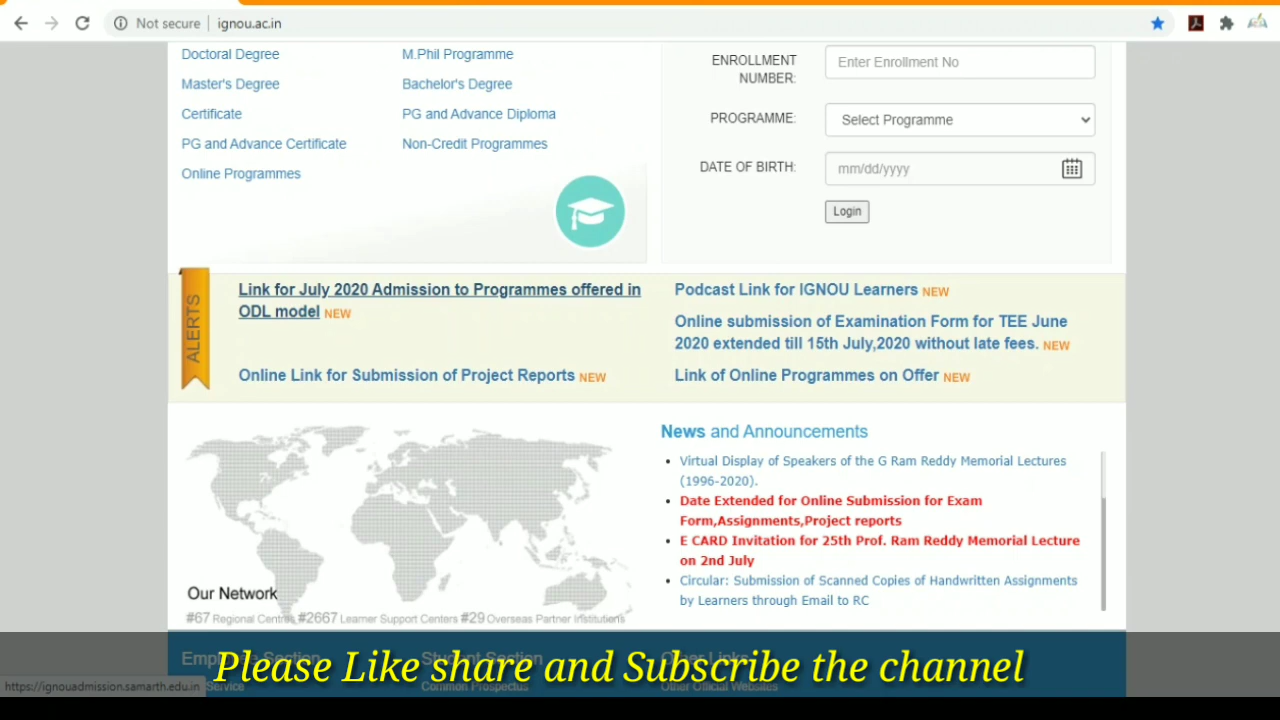 Not secure | ignou.ac.in
Doctoral Degree
M.Phil Programme
Master's Degree
Bachelor's Degree
Certificate
PG and Advance Diploma
PG and Advance Certificate
Non-Credit Programmes
Online Programmes
ENROLLMENT
NUMBER:
Enter Enrollment No
PROGRAMME:
Select Programme
DATE OF BIRTH:
mm/dd/yyyy
Login
ALERTS
Link for July 2020 Admission to Programmes offered in
ODL model NEW
Online Link for Submission of Project Reports NEW
Podcast Link for IGNOU Learners NEW
Online submission of Examination Form for TEE June
2020 extended till 15th July,2020 without late fees. NEW
Link of Online Programmes on Offer NEW
Our Network
#67 Regional Centres #2667 Learner Support Centers #29 Overseas Partner Institutions
News and Announcements
Virtual Display of Speakers of the G Ram Reddy Memorial Lectures
(1996-2020).
Date Extended for Online Submission for Exam
Form,Assignments,Project reports
E CARD Invitation for 25th Prof. Ram Reddy Memorial Lecture
on 2nd July
Circular: Submission of Scanned Copies of Handwritten Assignments
by Learners through Email to RC
Section
Section
Links
Please Like share and Subscribe the channel
https://ignouadmission.samarth.edu.in
Service
Common Prospectus
Other Official Websites